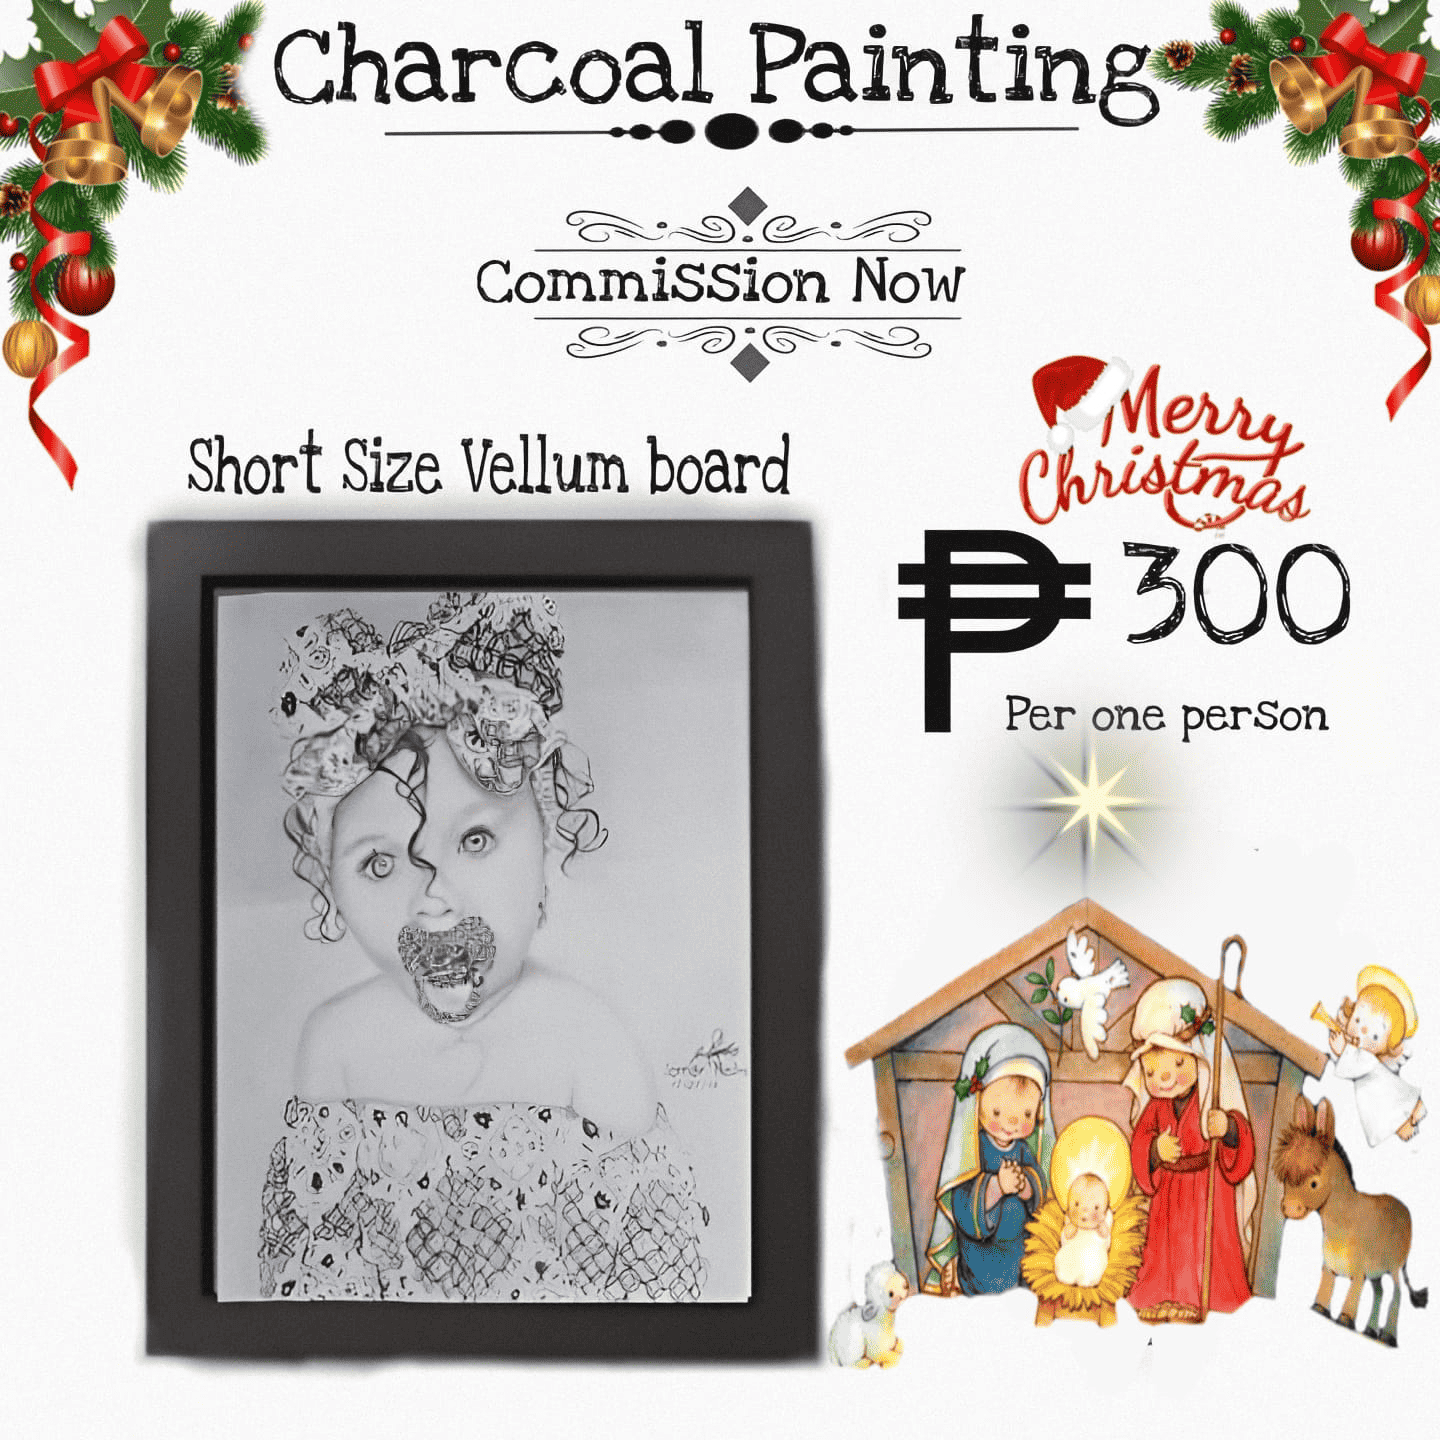 Charcoal Painting
Commission Now
Short Size Vellum board
Merry
Christmas
₱ 300
Per one person